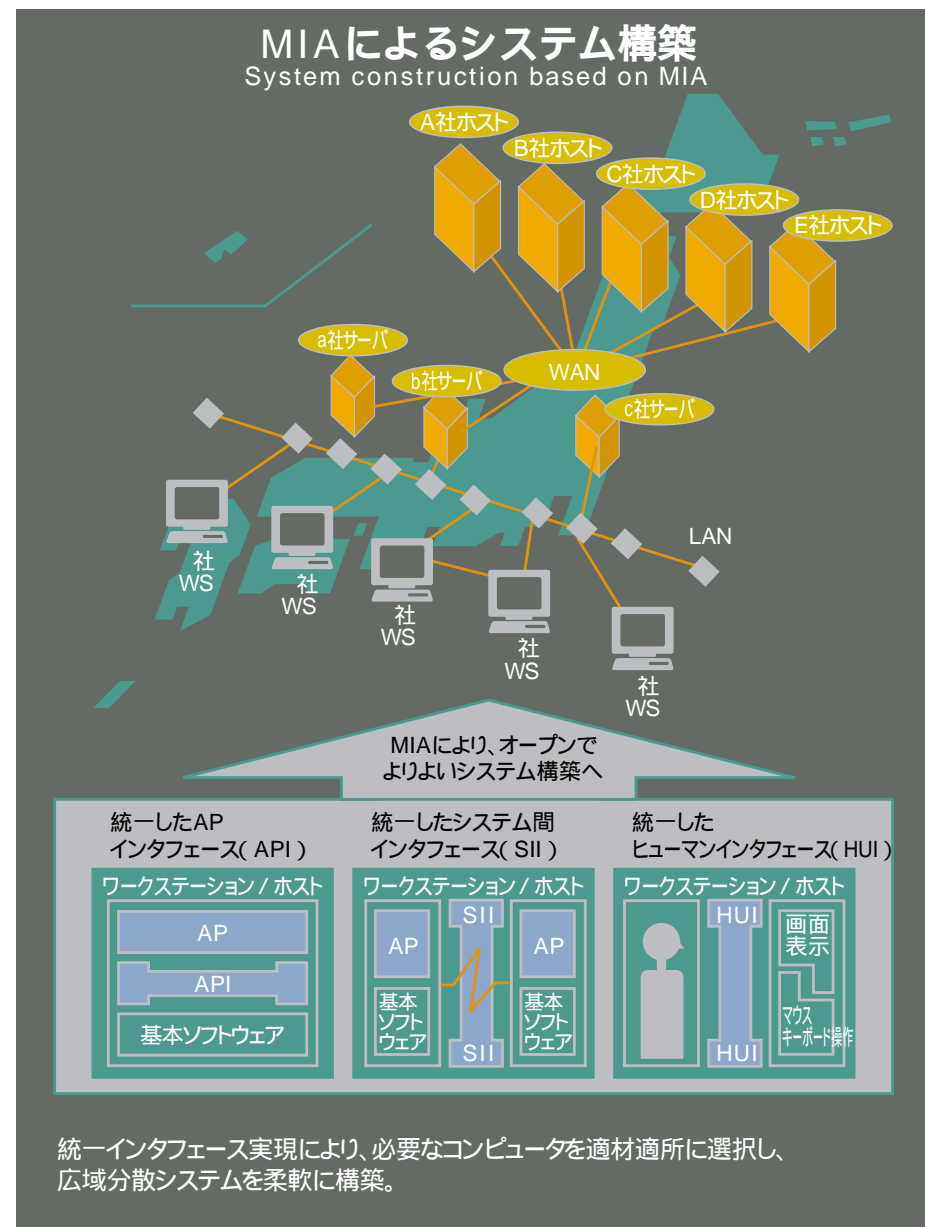 MIAによるシステム構築
System construction based on MIA
A社ホスト
B社ホスト
C社ホスト
D社ホスト
E社ホスト
a社サーバ
b社サーバ
WAN
c社サーバ
LAN
社
WS
社
WS
社
WS
社
WS
社
WS
MIAにより、オープンで
よりよいシステム構築へ
統一したAP
インタフェース( API )
ワークステーション / ホスト
AP
API
基本ソフトウェア
統一したシステム間
インタフェース( SII )
ワークステーション / ホスト
SII
AP
AP
基本
ソフト
ウェア
基本
ソフト
ウェア
SII
統一した
ヒューマンインタフェース( HUI )
ワークステーション / ホスト
HUI
画面
表示
マウス
キーボード操作
HUI
統一インタフェース実現により、必要なコンピュータを適材適所に選択し、
広域分散システムを柔軟に構築。